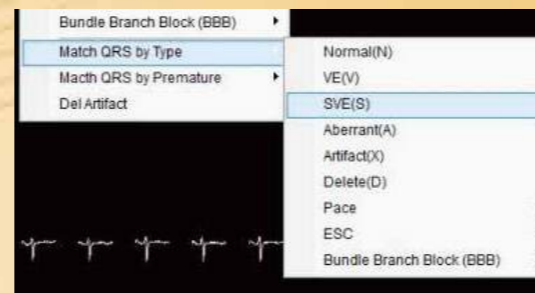 Bundle Branch Block (BBB)
Match QRS by Type
Macth QRS by Premature
Del Artifact
Normal(N)
VE(V)
SVE(S)
Aberrant(A)
Artifact(X)
Delete(D)
Pace
ESC
Bundle Branch Block (BBB)